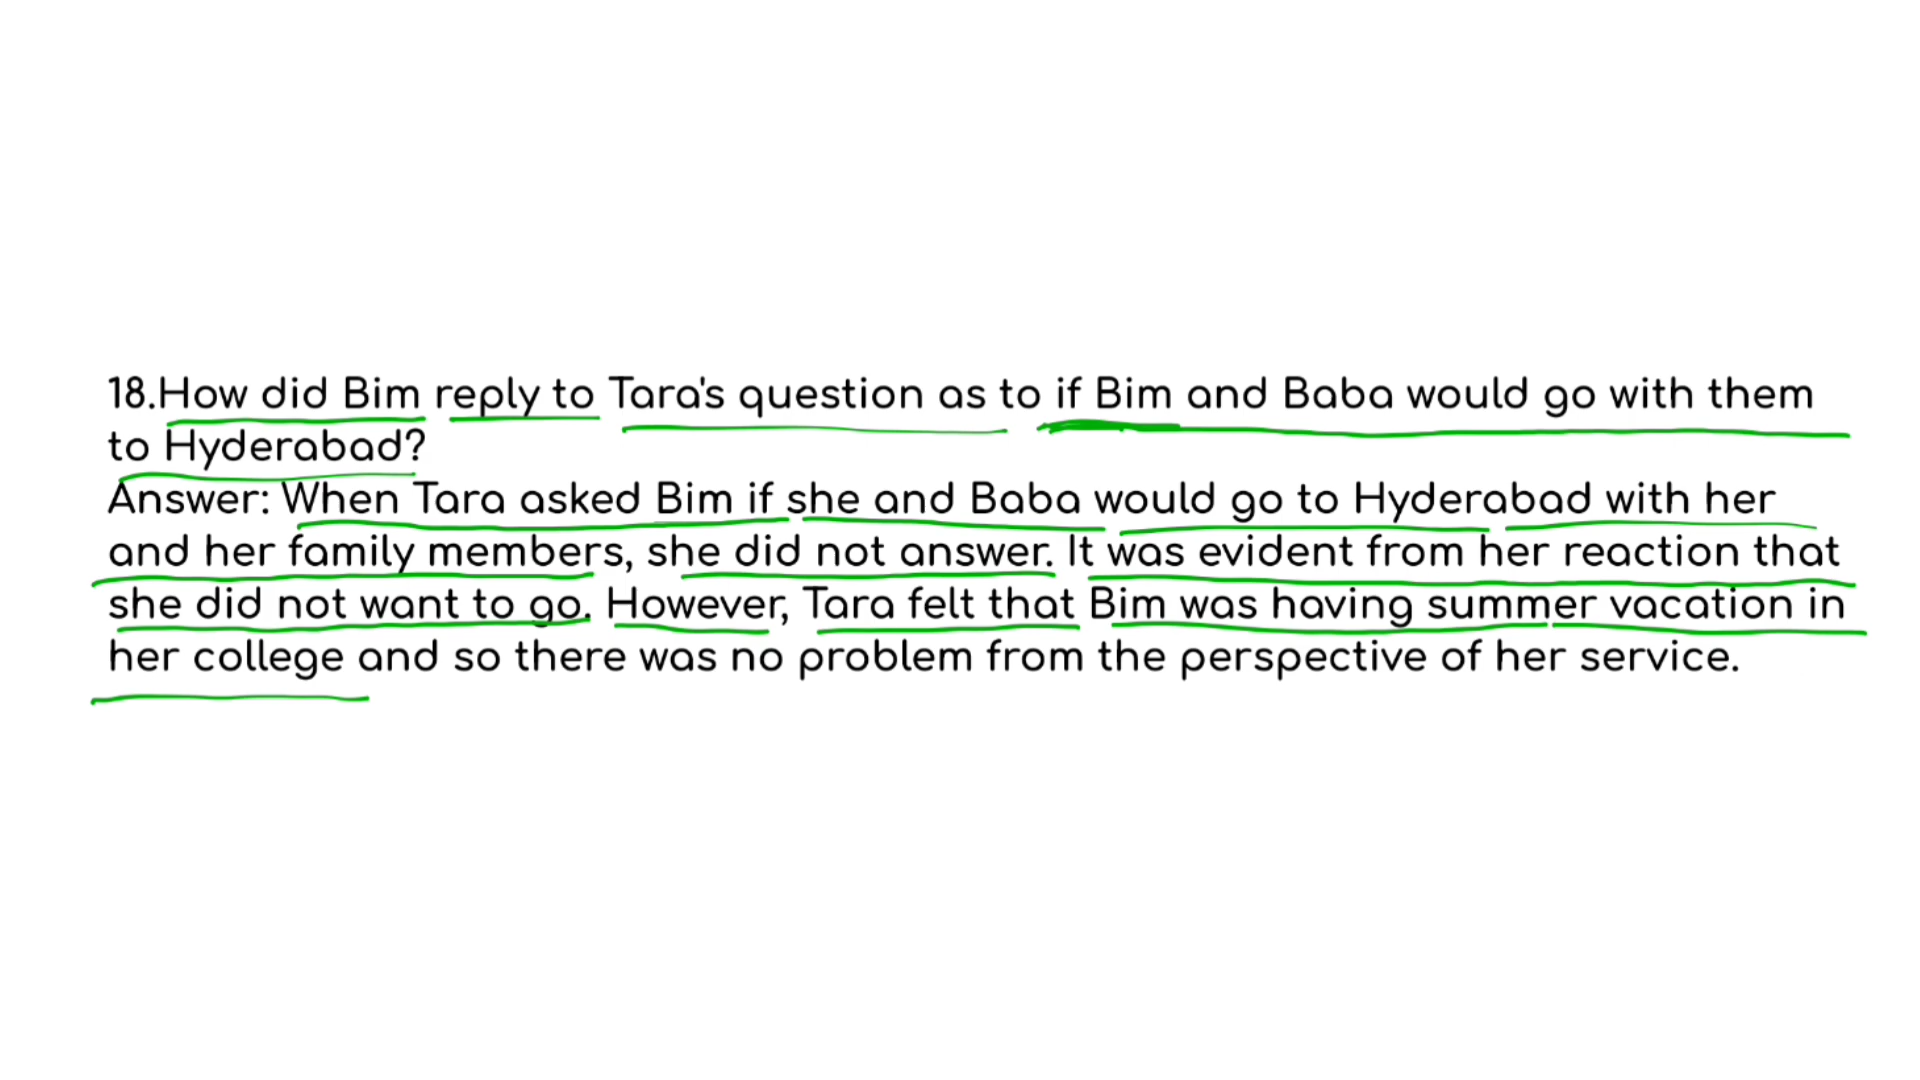 18.How did Bim reply to Tara's question as to if Bim and Baba would go with them
to Hyderabad?
Answer: When Tara asked Bim if she and Baba would go to Hyderabad with her
and her family members, she did not answer. It was evident from her reaction that
she did not want to go. However, Tara felt that Bim was having summer vacation in
her college and so there was no problem from the perspective of her service.